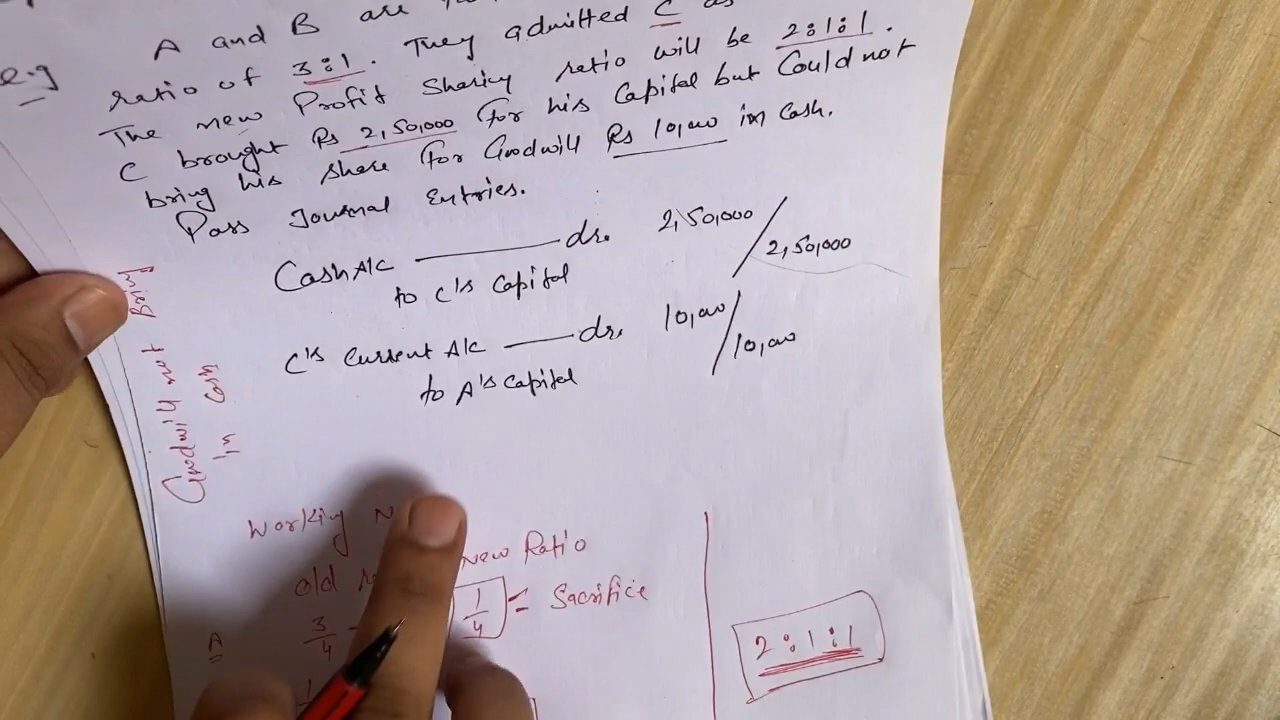 e.g
A and B are
ratio of 3:1. They admitted C as
The new Profit Sharing ratio will be 2:1:1.
C brought Rs 2,50,000 for his Capital but Could not
bring his share for Goodwill Rs 10,000 in Cash.
Pass Journal Entries.
Cash A/c dr. 2,50,000
to C's Capital 2,50,000
C's Current A/c dr. 10,000
to A's Capital 10,000
Goodwill not Being
in Cash
Working
old New Ratio
A 3/4 - 1/4 = Sacrifice
2:1:1